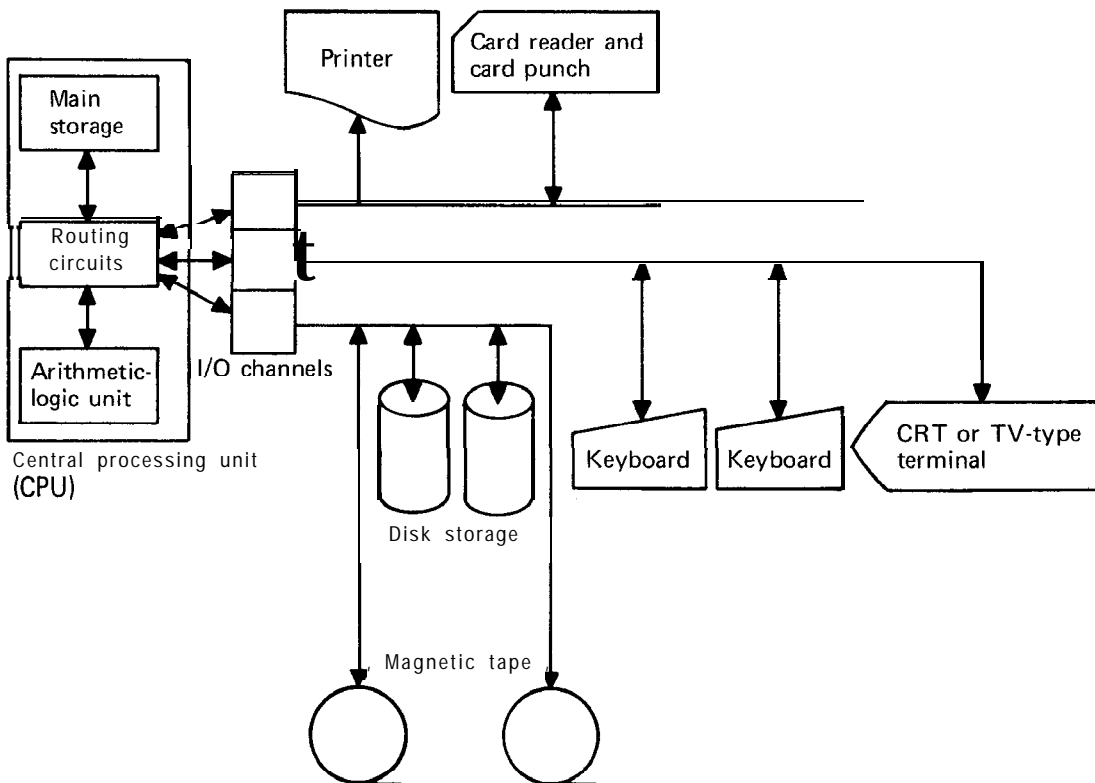 Printer
Card reader and
card punch
Main
storage
Routing
circuits
t
Arithmetic-
logic unit
I/O channels
Central processing unit
(CPU)
Keyboard
Keyboard
CRT or TV-type
terminal
Disk storage
Magnetic tape